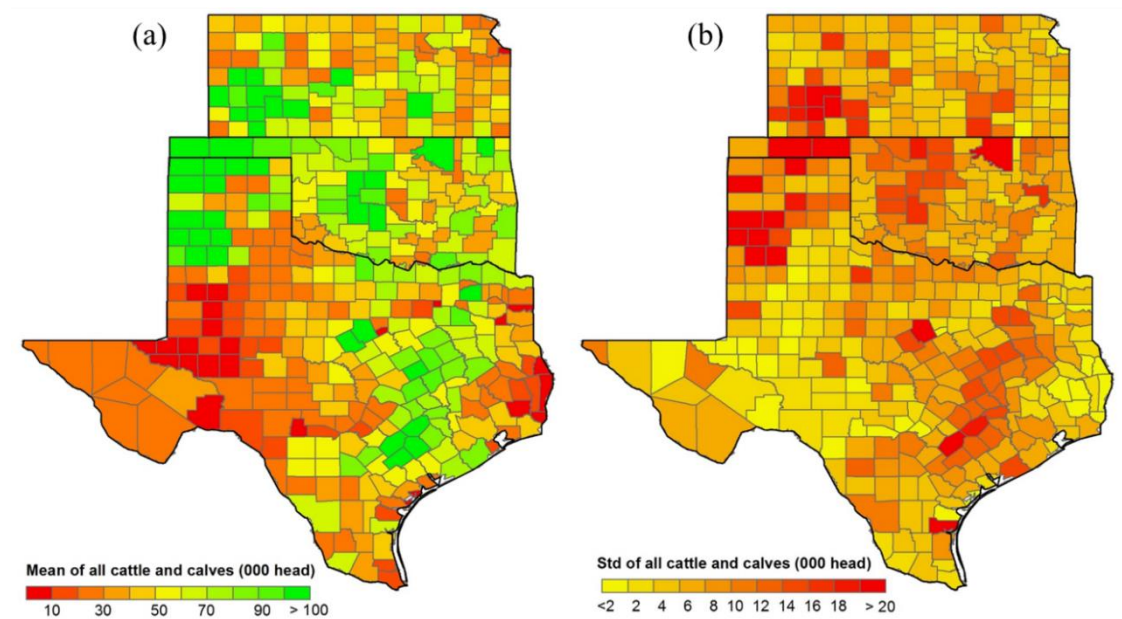 (a)
(b)
Mean of all cattle and calves (000 head)
10 30 50 70 90 > 100
Std of all cattle and calves (000 head)
<2 2 4 6 8 10 12 14 16 18 > 20